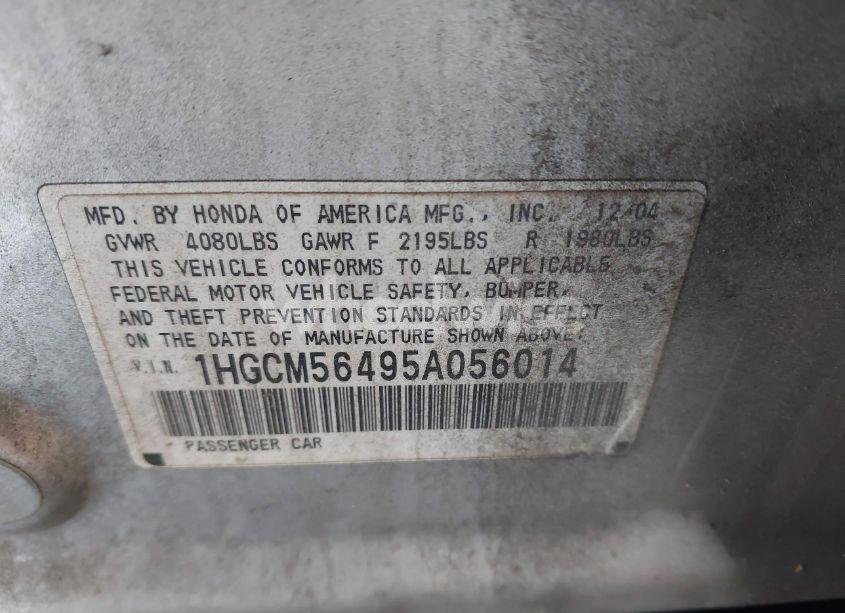 MFD. BY HONDA OF AMERICA MFG., INC. 12/04
GVWR 4080LBS GAWR F 2195LBS R 1980LBS
THIS VEHICLE CONFORMS TO ALL APPLICABLE
FEDERAL MOTOR VEHICLE SAFETY, BUMPER,
AND THEFT PREVENTION STANDARDS IN EFFECT
ON THE DATE OF MANUFACTURE SHOWN ABOVE.
V.I.N. 1HGCM56495A056014
PASSENGER CAR